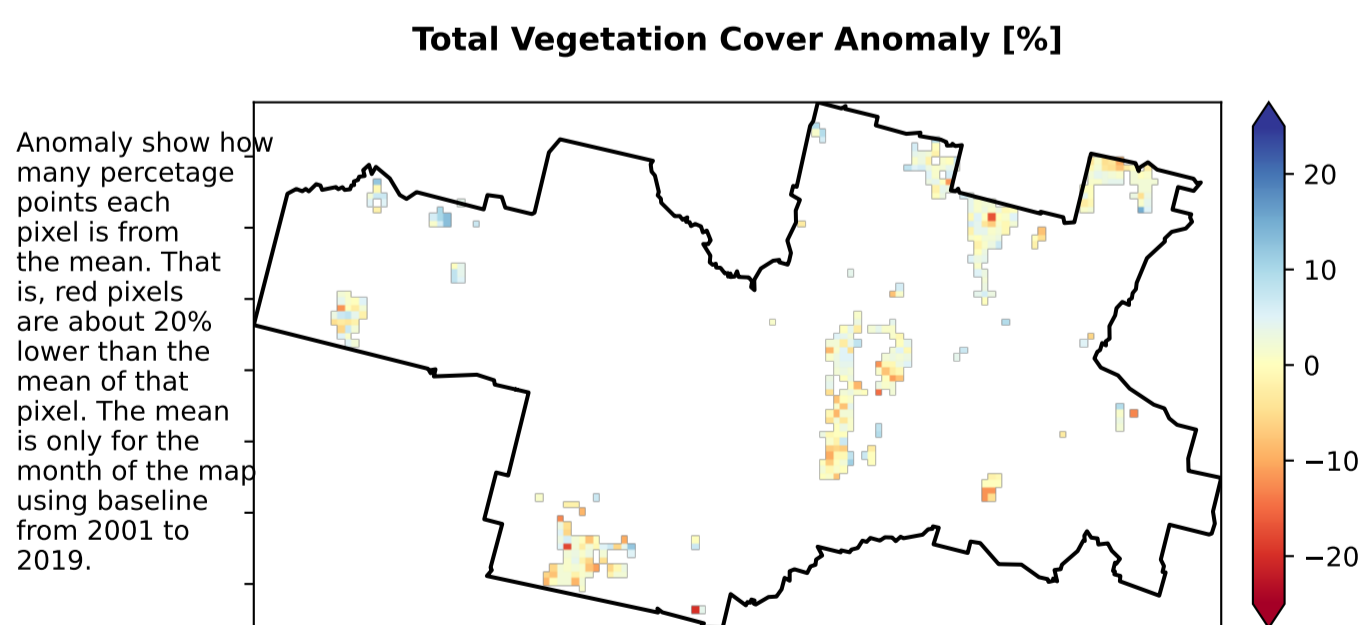 Total Vegetation Cover Anomaly [%]
Anomaly show how
many percetage
points each
pixel is from
the mean. That
is, red pixels
are about 20%
lower than the
mean of that
pixel. The mean
is only for the
month of the map
using baseline
from 2001 to
2019.
20
10
0
−10
−20